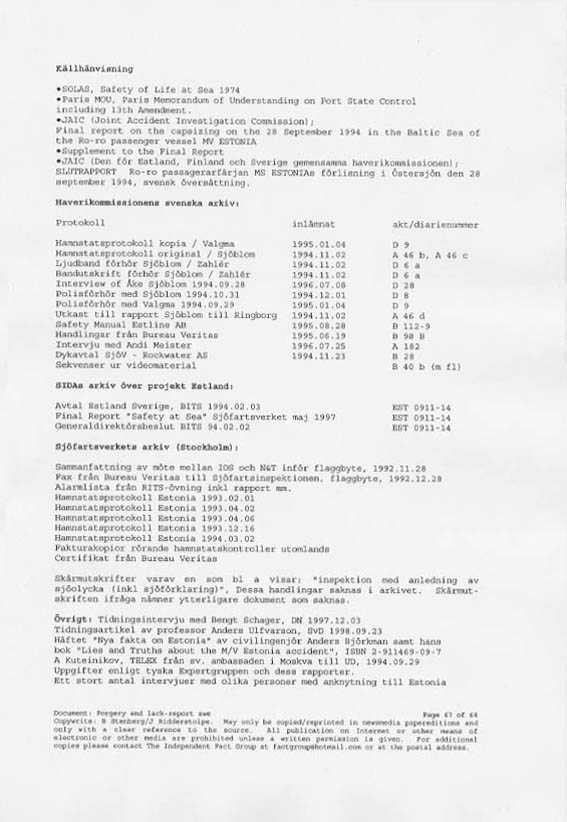 Källhänvisning
•SOLAS, Safety of Life at Sea 1974
•Paris MOU, Paris Memorandum of Understanding on Port State Control
including 13th Amendment.
•JAIC (Joint Accident Investigation Commission);
Final report on the capsizing on the 28 September 1994 in the Baltic Sea of
the Ro-ro passenger vessel MV ESTONIA
•Supplement to the Final Report
•JAIC (Den för Estland, Finland och Sverige gemensamma haverikommissionen);
SLUTRAPPORT Ro-ro passagerarfärjan MS ESTONIAs förlisning i Östersjön den 28
september 1994, svensk översättning.
Haverikommissionens svenska arkiv:
Protokoll inlämnat akt/diarienummer
Hamnstatsprotokoll kopia / Valgma 1995.01.04 D 9
Hamnstatsprotokoll original / Sjöblom 1994.11.02 A 46 b, A 46 c
Ljudband förhör Sjöblom / Zahlér 1994.11.02 D 6 a
Bandutskrift förhör Sjöblom / Zahlér 1994.11.02 D 6 a
Interview of Åke Sjöblom 1994.09.28 1996.07.08 D 28
Polisförhör med Sjöblom 1994.10.31 1994.12.01 D 8
Polisförhör med Valgma 1994.09.29 1995.01.04 D 9
Utkast till rapport Sjöblom till Ringborg 1994.11.02 A 46 d
Safety Manual Estline AB 1995.08.28 B 112-9
Handlingar från Bureau Veritas 1995.06.19 B 98 B
Intervju med Andi Meister 1996.07.25 A 182
Dykavtal SjöV - Rockwater AS 1994.11.23 B 28
Sekvenser ur videomaterial B 40 b (m fl)
SIDAs arkiv över projekt Estland:
Avtal Estland Sverige, BITS 1994.02.03 EST 0911-14
Final Report "Safety at Sea" Sjöfartsverket maj 1997 EST 0911-14
Generaldirektörsbeslut BITS 94.02.02 EST 0911-14
Sjöfartsverkets arkiv (Stockholm):
Sammanfattning av möte mellan IOS och N&T inför flaggbyte, 1992.11.28
Fax från Bureau Veritas till Sjöfartsinspektionen, flaggbyte, 1992.12.28
Alarmlista från RITS-övning inkl rapport mm.
Hamnstatsprotokoll Estonia 1993.02.01
Hamnstatsprotokoll Estonia 1993.04.02
Hamnstatsprotokoll Estonia 1993.04.06
Hamnstatsprotokoll Estonia 1993.12.16
Hamnstatsprotokoll Estonia 1994.03.02
Fakturakopior rörande hamnstatskontroller utomlands
Certifikat från Bureau Veritas
Skärmutskrifter varav en som bl a visar: "inspektion med anledning av
sjöolycka (inkl sjöförklaring)", Dessa handlingar saknas i arkivet. Skärmut-
skriften ifråga nämner ytterligare dokument som saknas.
Övrigt: Tidningsintervju med Bengt Schager, DN 1997.12.03
Tidningsartikel av professor Anders Ulfvarson, SvD 1998.09.23
Häftet "Nya fakta om Estonia" av civilingenjör Anders Björkman samt hans
bok "Lies and Truths about the M/V Estonia accident", ISBN 2-911469-09-7
A Kuteinikov, TELEX från sv. ambassaden i Moskva till UD, 1994.09.29
Uppgifter enligt tyska Expertgruppen och dess rapporter.
Ett stort antal intervjuer med olika personer med anknytning till Estonia
Document: Forgery and lack-report swe Page 67 of 68
Copywrite: B Stenberg/J Ridderstolpe. May only be copied/reprinted in newsmedia papereditions and
only with a clear reference to the source. All publication on Internet or other means of
electronic or other media are prohibited unless a written permission is given. For additional
copies please contact The Independent Fact Group at factgroup@hotmail.com or at the postal address.